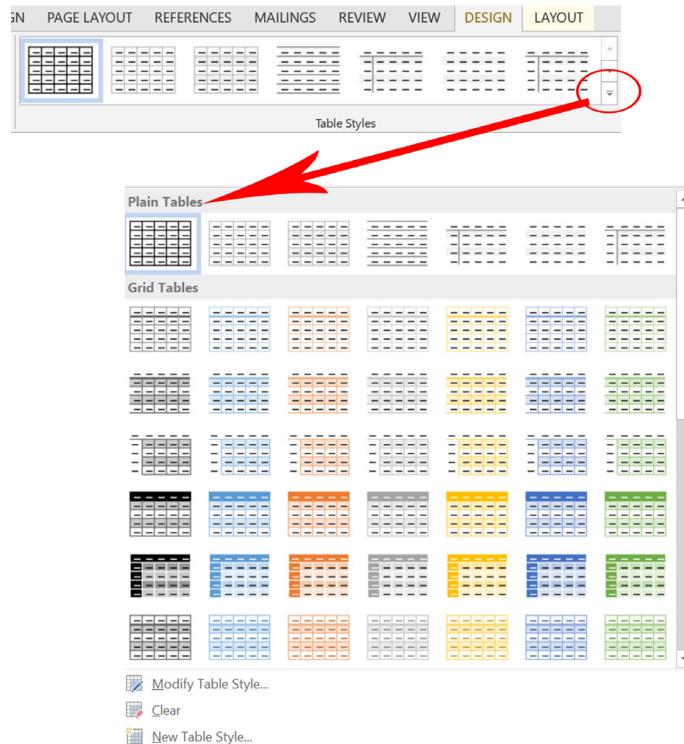 GN PAGE LAYOUT REFERENCES MAILINGS REVIEW VIEW DESIGN LAYOUT
Table Styles
Plain Tables
Grid Tables
Modify Table Style...
Clear
New Table Style...